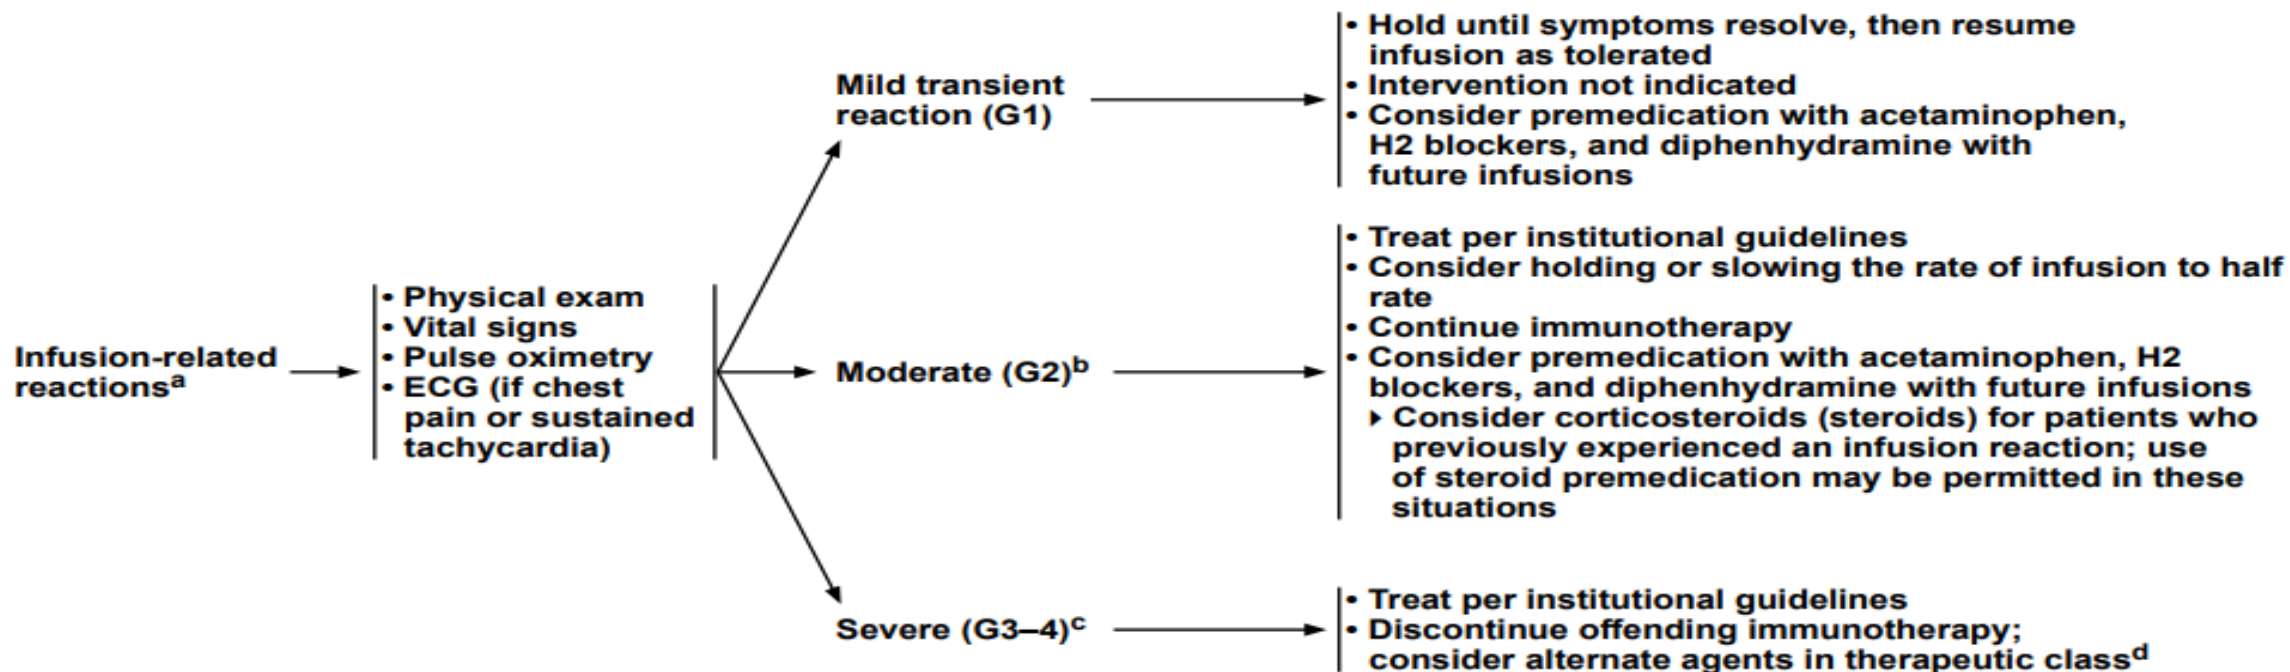 Infusion-related
reactionsᵃ
• Physical exam
• Vital signs
• Pulse oximetry
• ECG (if chest
pain or sustained
tachycardia)
Mild transient
reaction (G1)
• Hold until symptoms resolve, then resume
infusion as tolerated
• Intervention not indicated
• Consider premedication with acetaminophen,
H2 blockers, and diphenhydramine with
future infusions
Moderate (G2)ᵇ
• Treat per institutional guidelines
• Consider holding or slowing the rate of infusion to half
rate
• Continue immunotherapy
• Consider premedication with acetaminophen, H2
blockers, and diphenhydramine with future infusions
▸ Consider corticosteroids (steroids) for patients who
previously experienced an infusion reaction; use
of steroid premedication may be permitted in these
situations
Severe (G3–4)ᶜ
• Treat per institutional guidelines
• Discontinue offending immunotherapy;
consider alternate agents in therapeutic classᵈ